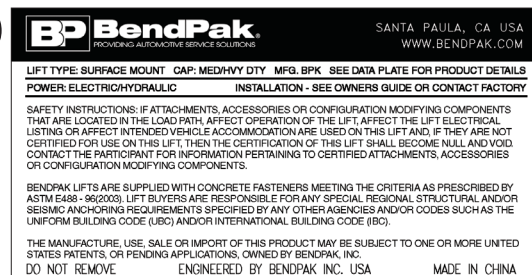 BP BendPak® SANTA PAULA, CA USA
PROVIDING AUTOMOTIVE SERVICE SOLUTIONS WWW.BENDPAK.COM
LIFT TYPE: SURFACE MOUNT CAP: MED/HVY DTY MFG. BPK SEE DATA PLATE FOR PRODUCT DETAILS
POWER: ELECTRIC/HYDRAULIC INSTALLATION - SEE OWNERS GUIDE OR CONTACT FACTORY
SAFETY INSTRUCTIONS: IF ATTACHMENTS, ACCESSORIES OR CONFIGURATION MODIFYING COMPONENTS
THAT ARE LOCATED IN THE LOAD PATH, AFFECT OPERATION OF THE LIFT, AFFECT THE LIFT ELECTRICAL
LISTING OR AFFECT INTENDED VEHICLE ACCOMMODATION ARE USED ON THIS LIFT AND, IF THEY ARE NOT
CERTIFIED FOR USE ON THIS LIFT, THEN THE CERTIFICATION OF THIS LIFT SHALL BECOME NULL AND VOID.
CONTACT THE PARTICIPANT FOR INFORMATION PERTAINING TO CERTIFIED ATTACHMENTS, ACCESSORIES
OR CONFIGURATION MODIFYING COMPONENTS.
BENDPAK LIFTS ARE SUPPLIED WITH CONCRETE FASTENERS MEETING THE CRITERIA AS PRESCRIBED BY
ASTM E488 - 96(2003). LIFT BUYERS ARE RESPONSIBLE FOR ANY SPECIAL REGIONAL STRUCTURAL AND/OR
SEISMIC ANCHORING REQUIREMENTS SPECIFIED BY ANY OTHER AGENCIES AND/OR CODES SUCH AS THE
UNIFORM BUILDING CODE (UBC) AND/OR INTERNATIONAL BUILDING CODE (IBC).
THE MANUFACTURE, USE, SALE OR IMPORT OF THIS PRODUCT MAY BE SUBJECT TO ONE OR MORE UNITED
STATES PATENTS, OR PENDING APPLICATIONS, OWNED BY BENDPAK, INC.
DO NOT REMOVE ENGINEERED BY BENDPAK INC. USA MADE IN CHINA